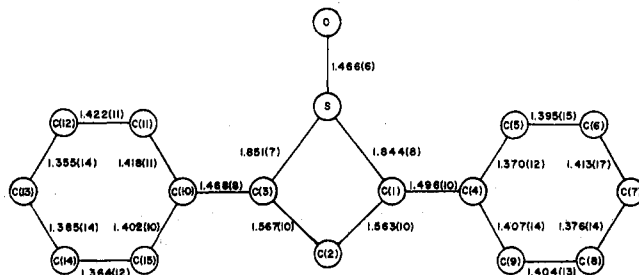 O
1.466(6)
S
1.422(11)
C(12)
C(11)
1.395(15)
C(5)
C(6)
1.355(14)
1.418(11)
1.851(7)
1.844(8)
1.370(12)
1.413(17)
C(13)
C(10)
1.468(8)
C(3)
C(1)
1.496(10)
C(4)
C(7)
1.385(14)
1.402(10)
1.567(10)
1.563(10)
1.407(14)
1.376(14)
C(14)
C(15)
C(2)
C(9)
C(8)
1.364(12)
1.404(13)